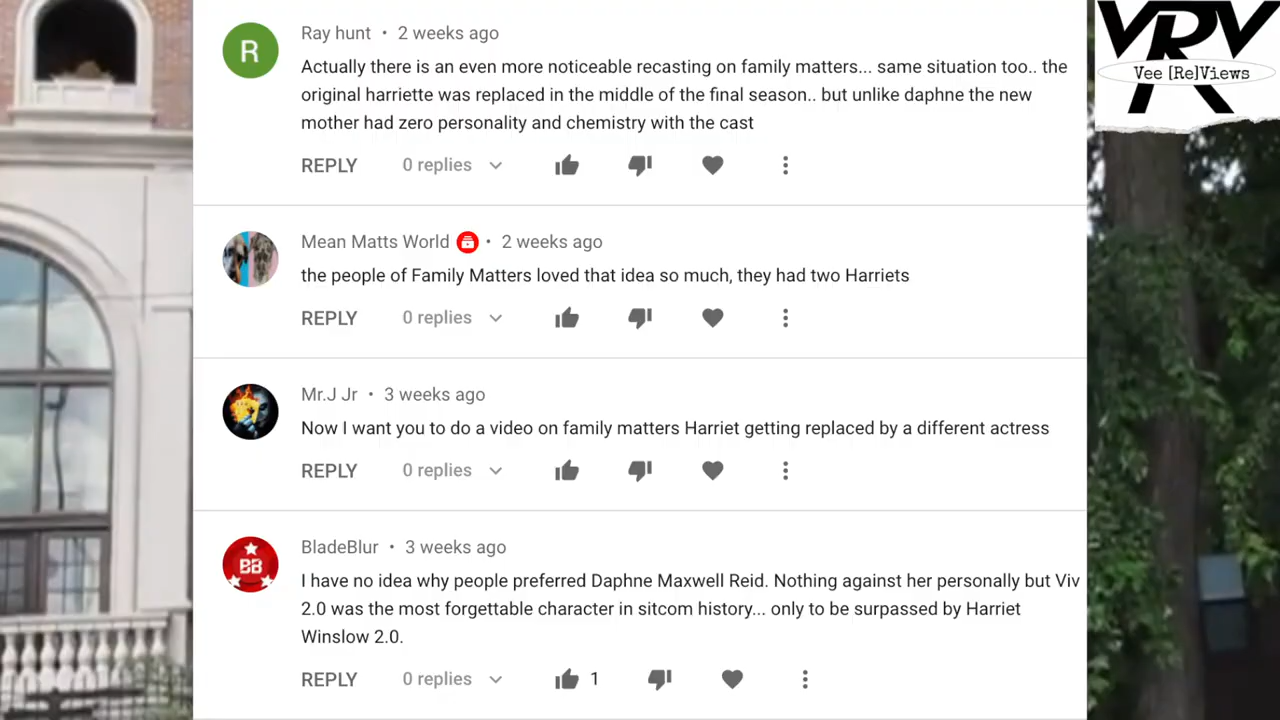 Ray hunt • 2 weeks ago
Actually there is an even more noticeable recasting on family matters... same situation too.. the
original harriette was replaced in the middle of the final season.. but unlike daphne the new
mother had zero personality and chemistry with the cast
REPLY 0 replies
Mean Matts World • 2 weeks ago
the people of Family Matters loved that idea so much, they had two Harriets
REPLY 0 replies
Mr.J Jr • 3 weeks ago
Now I want you to do a video on family matters Harriet getting replaced by a different actress
REPLY 0 replies
BladeBlur • 3 weeks ago
I have no idea why people preferred Daphne Maxwell Reid. Nothing against her personally but Viv
2.0 was the most forgettable character in sitcom history... only to be surpassed by Harriet
Winslow 2.0.
REPLY 0 replies 1
R
BB
VRV
Vee [Re]Views